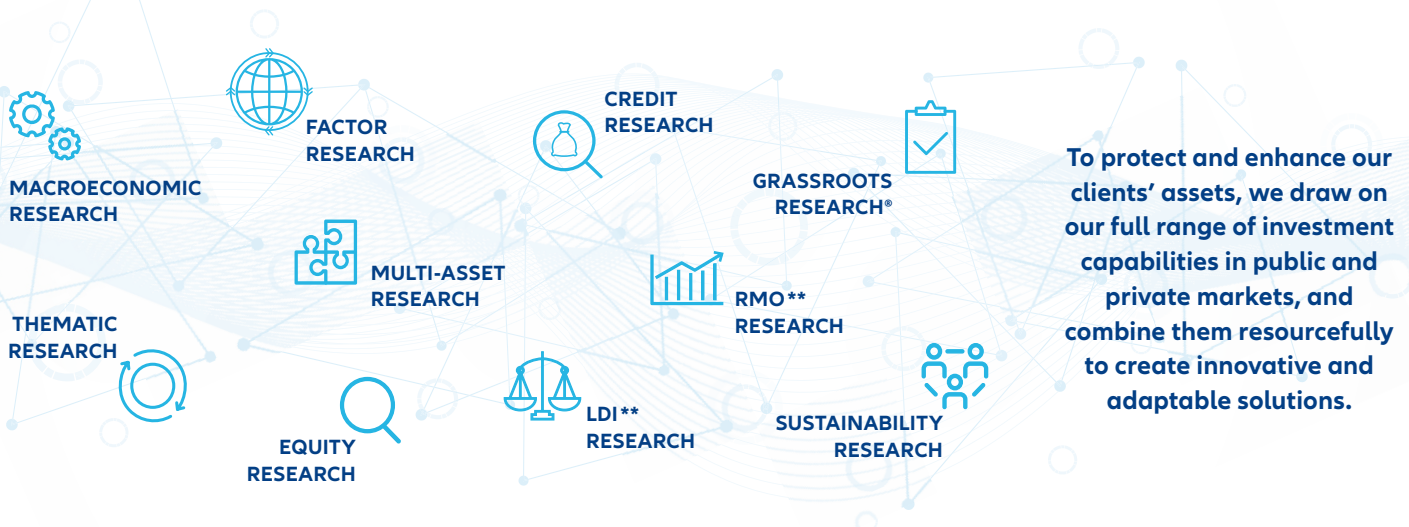 MACROECONOMIC
RESEARCH
FACTOR
RESEARCH
CREDIT
RESEARCH
GRASSROOTS
RESEARCH®
MULTI-ASSET
RESEARCH
RMO**
RESEARCH
THEMATIC
RESEARCH
EQUITY
RESEARCH
LDI**
RESEARCH
SUSTAINABILITY
RESEARCH
To protect and enhance our
clients’ assets, we draw on
our full range of investment
capabilities in public and
private markets, and
combine them resourcefully
to create innovative and
adaptable solutions.